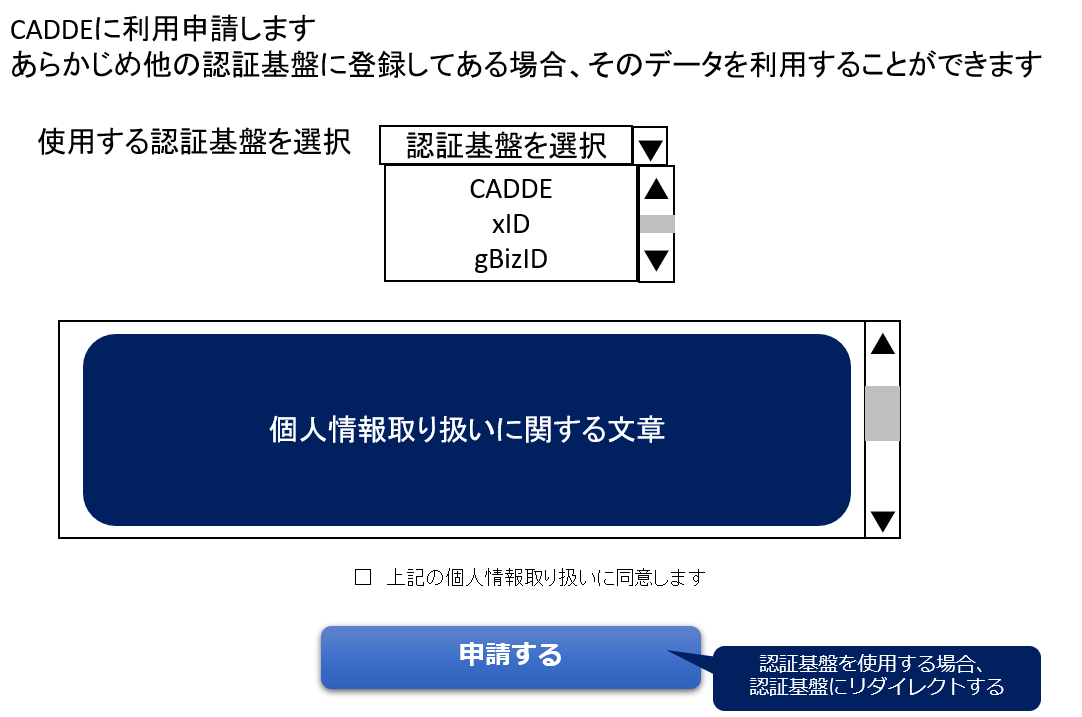 CADDEに利用申請します
あらかじめ他の認証基盤に登録してある場合、そのデータを利用することができます
使用する認証基盤を選択
認証基盤を選択
CADDE
xID
gBizID
個人情報取り扱いに関する文章
上記の個人情報取り扱いに同意します
申請する
認証基盤を使用する場合、
認証基盤にリダイレクトする